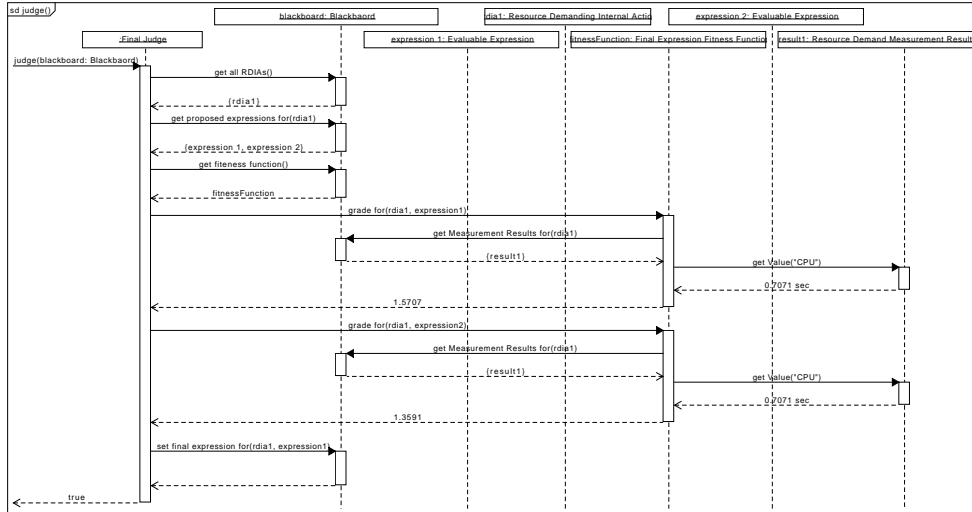 sd judge()
blackboard: Blackbaord
rdia1: Resource Demanding Internal Actio
expression 2: Evaluable Expression
:Final Judge
expression 1: Evaluable Expression
fitnessFunction: Final Expression Fitness Function
result1: Resource Demand Measurement Result
judge(blackboard: Blackbaord)
get all RDIAs()
{rdia1}
get proposed expressions for(rdia1)
{expression 1, expression 2}
get fiteness function()
fitnessFunction
grade for(rdia1, expression1)
get Measurement Results for(rdia1)
{result1}
get Value("CPU")
0.7071 sec
1.5707
grade for(rdia1, expression2)
get Measurement Results for(rdia1)
{result1}
get Value("CPU")
0.7071 sec
1.3591
set final expression for(rdia1, expression1)
true